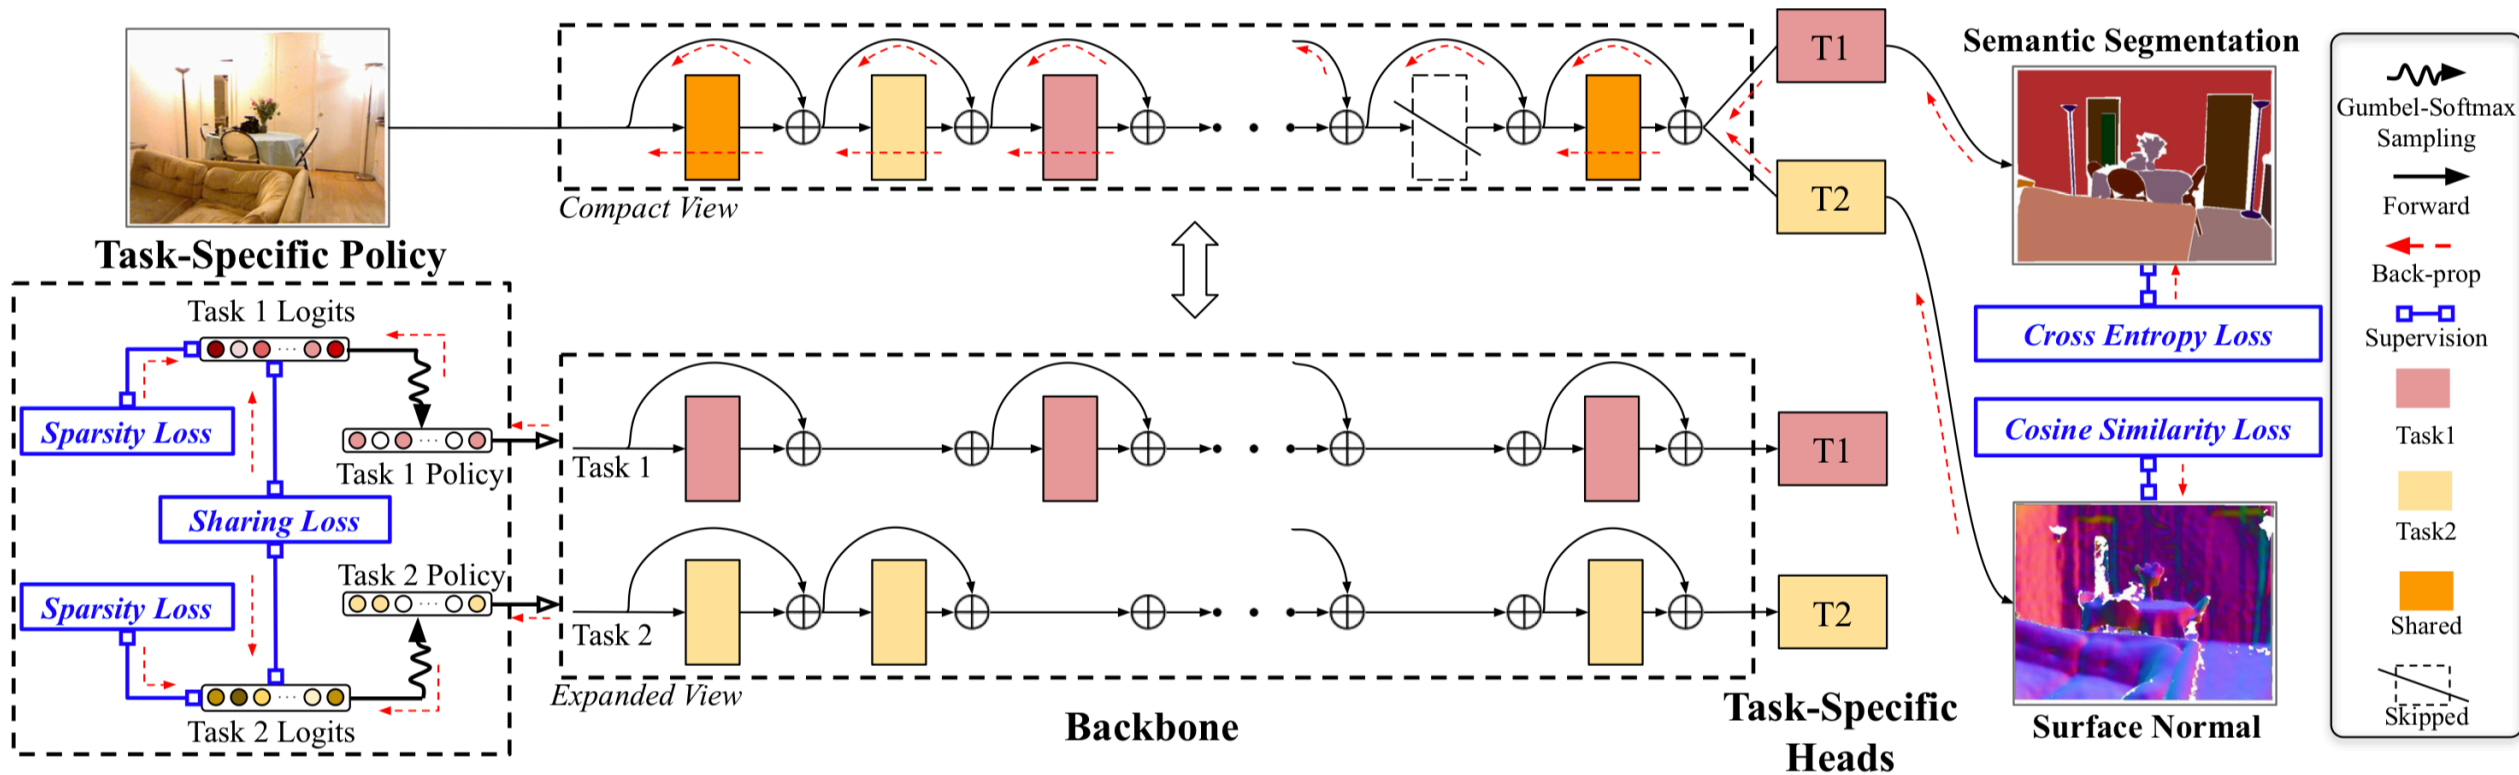 Compact View
T1
T2
Semantic Segmentation
Gumbel-Softmax
Sampling
Forward
Back-prop
Supervision
Task1
Task2
Shared
Skipped
Task-Specific Policy
Task 1 Logits
Sparsity Loss
Task 1 Policy
Sharing Loss
Task 2 Policy
Sparsity Loss
Task 2 Logits
Task 1
T1
Task 2
T2
Expanded View
Backbone
Task-Specific
Heads
Cross Entropy Loss
Cosine Similarity Loss
Surface Normal